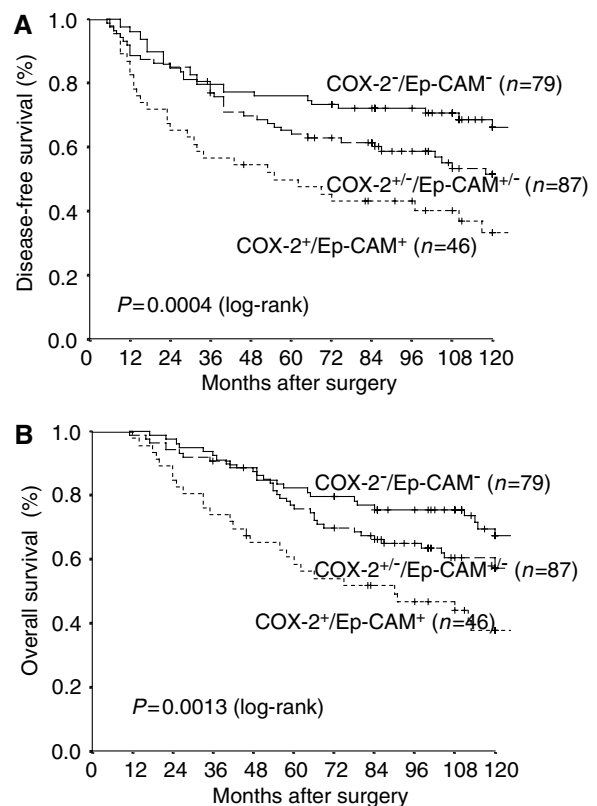 A
Disease-free survival (%)
1.0
0.8
0.6
0.4
0.2
0.0
COX-2⁻/Ep-CAM⁻ (n=79)
COX-2⁺/⁻/Ep-CAM⁺/⁻ (n=87)
COX-2⁺/Ep-CAM⁺ (n=46)
P=0.0004 (log-rank)
0 12 24 36 48 60 72 84 96 108 120
Months after surgery
B
Overall survival (%)
1.0
0.8
0.6
0.4
0.2
0.0
COX-2⁻/Ep-CAM⁻ (n=79)
COX-2⁺/⁻/Ep-CAM⁺/⁻ (n=87)
COX-2⁺/Ep-CAM⁺ (n=46)
P=0.0013 (log-rank)
0 12 24 36 48 60 72 84 96 108 120
Months after surgery